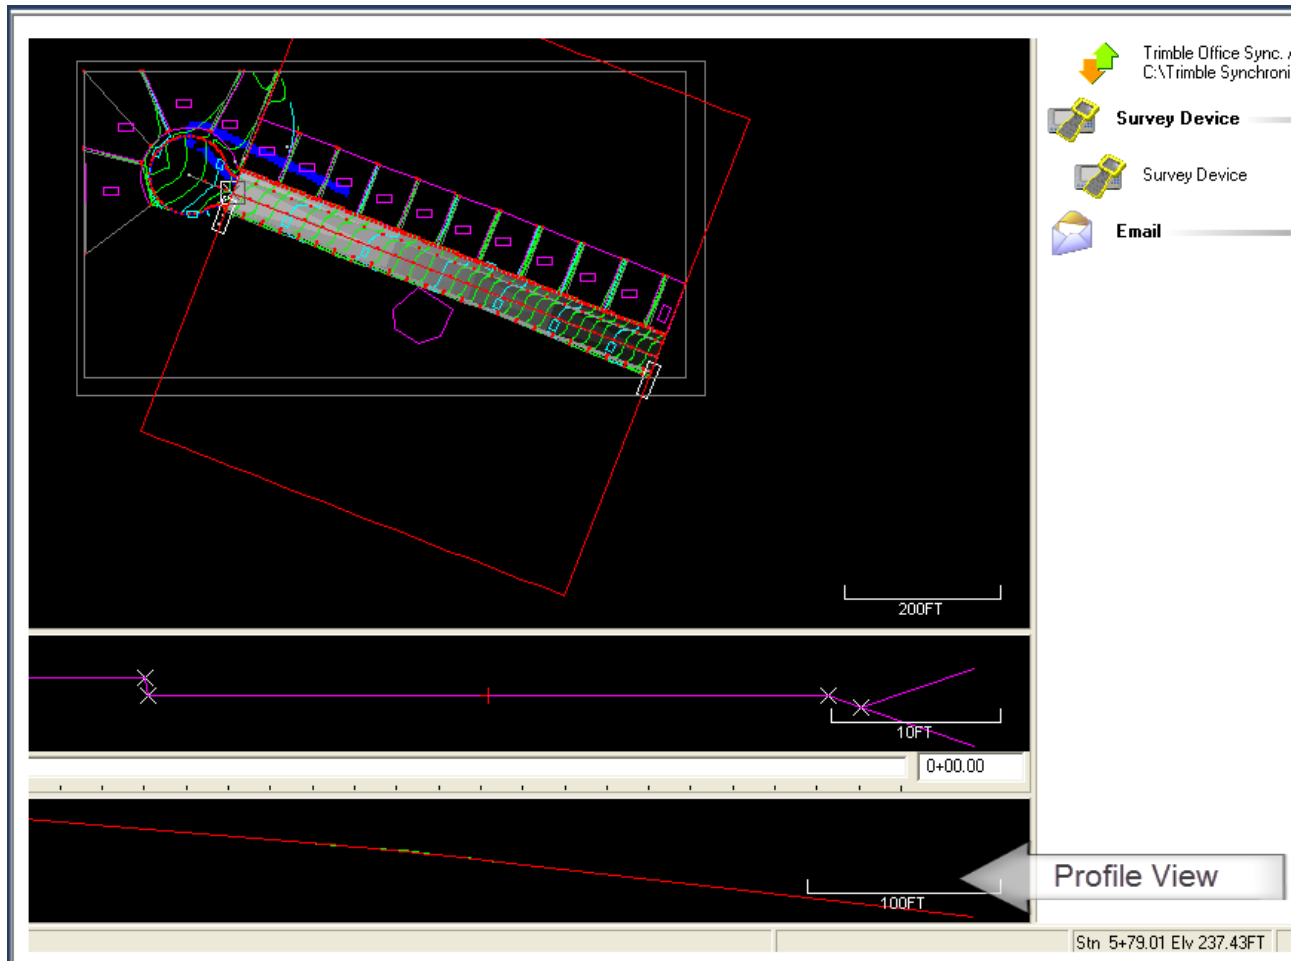 Trimble Office Sync. A
C:\Trimble Synchroni
Survey Device
Survey Device
Email
200FT
10FT
0+00.00
Profile View
100FT
Stn 5+79.01 Elv 237.43FT